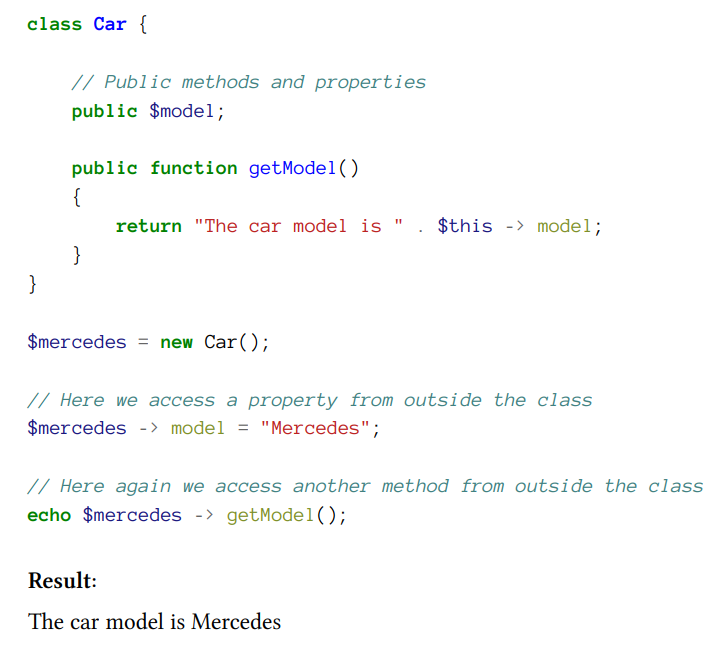 class Car {
// Public methods and properties
public $model;
public function getModel()
{
return "The car model is " . $this -> model;
}
}
$mercedes = new Car();
// Here we access a property from outside the class
$mercedes -> model = "Mercedes";
// Here again we access another method from outside the class
echo $mercedes -> getModel();
Result:
The car model is Mercedes